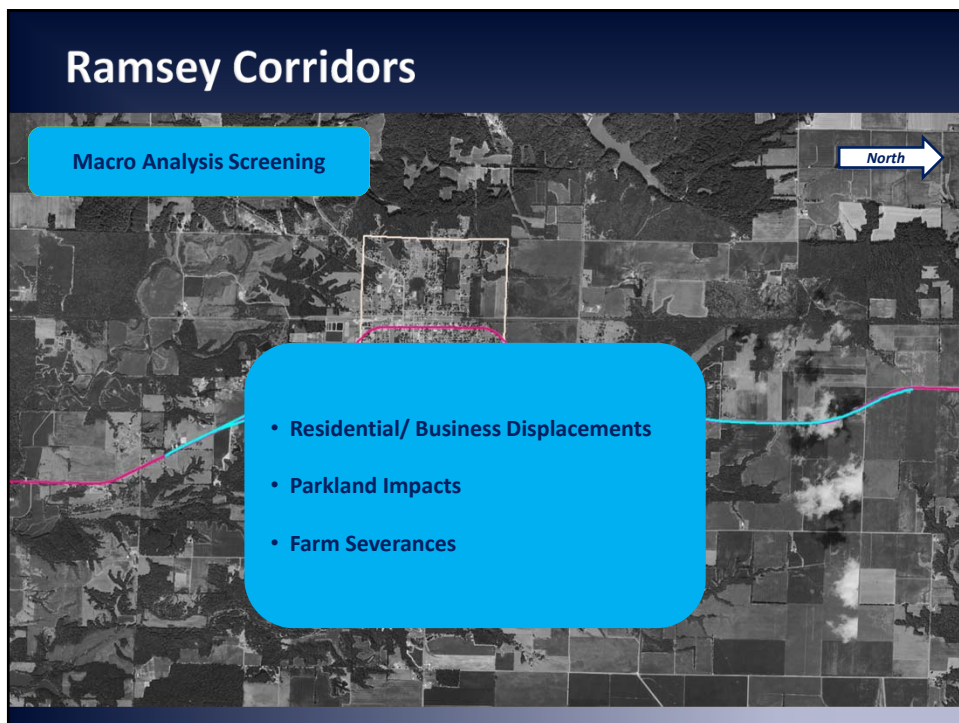 Ramsey Corridors
Macro Analysis Screening
North
• Residential/ Business Displacements
• Parkland Impacts
• Farm Severances